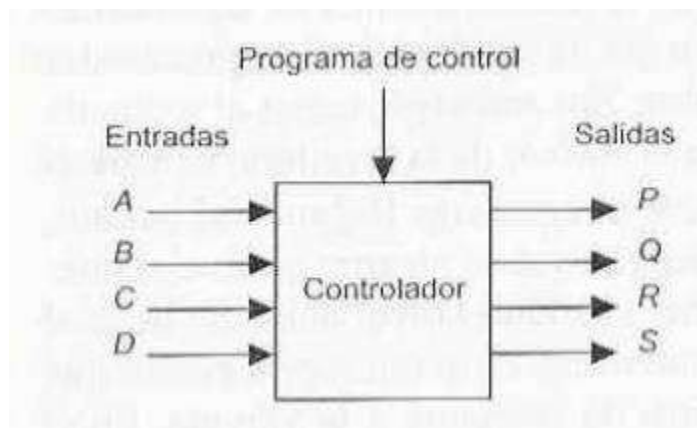 Programa de control
Entradas Salidas
A P
B Q
C Controlador R
D S